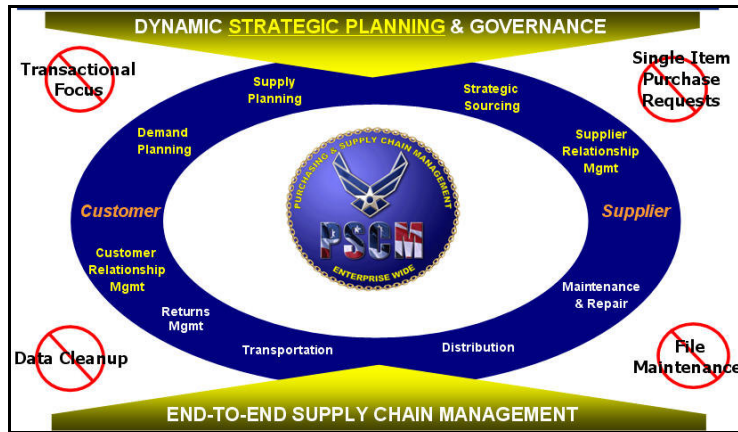 DYNAMIC STRATEGIC PLANNING & GOVERNANCE
Transactional
Focus
Single Item
Purchase
Requests
Supply
Planning
Strategic
Sourcing
Demand
Planning
Supplier
Relationship
Mgmt
PURCHASING & SUPPLY CHAIN MANAGEMENT
PSCM
ENTERPRISE WIDE
Customer
Supplier
Customer
Relationship
Mgmt
Maintenance
& Repair
Returns
Mgmt
Transportation
Distribution
Data Cleanup
File
Maintenance
END-TO-END SUPPLY CHAIN MANAGEMENT